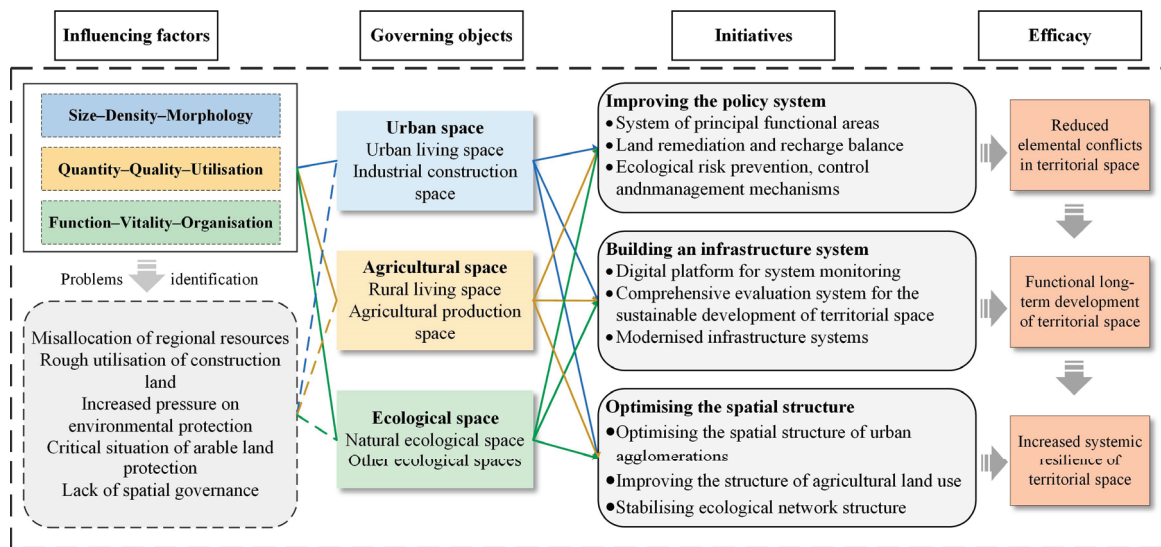 Influencing factors
Governing objects
Initiatives
Efficacy
Size–Density–Morphology
Quantity–Quality–Utilisation
Function–Vitality–Organisation
Problems identification
Misallocation of regional resources
Rough utilisation of construction
land
Increased pressure on
environmental protection
Critical situation of arable land
protection
Lack of spatial governance
Urban space
Urban living space
Industrial construction
space
Agricultural space
Rural living space
Agricultural production
space
Ecological space
Natural ecological space
Other ecological spaces
Improving the policy system
●System of principal functional areas
●Land remediation and recharge balance
●Ecological risk prevention, control
andnmanagement mechanisms
Building an infrastructure system
●Digital platform for system monitoring
●Comprehensive evaluation system for the
sustainable development of territorial space
●Modernised infrastructure systems
Optimising the spatial structure
●Optimising the spatial structure of urban
agglomerations
●Improving the structure of agricultural land use
●Stabilising ecological network structure
Reduced
elemental conflicts
in territorial space
Functional long-
term development
of territorial space
Increased systemic
resilience of
territorial space